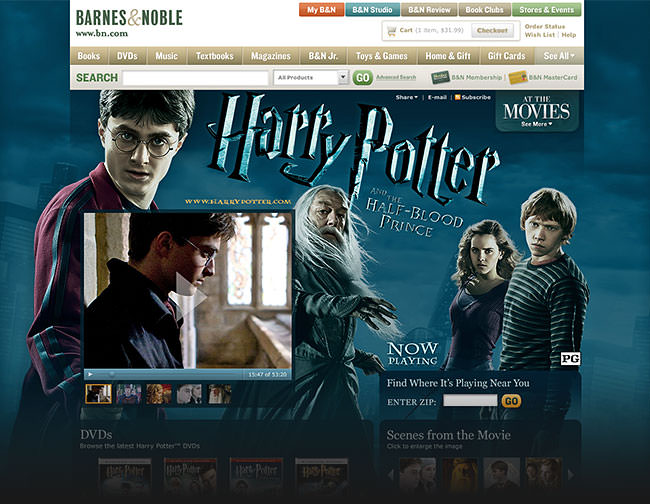 BARNES&NOBLE
www.bn.com
My B&N
B&N Studio
B&N Review
Book Clubs
Stores & Events
Cart (1 item, $31.99)
Checkout
Order Status
Wish List | Help
Books
DVDs
Music
Textbooks
Magazines
B&N Jr.
Toys & Games
Home & Gift
Gift Cards
See All
SEARCH
All Products
GO
Advanced Search
B&N Membership
B&N MasterCard
Share | E-mail | Subscribe
AT THE
MOVIES
See More
Harry Potter
AND THE
HALF-BLOOD
PRINCE
WWW.HARRYPOTTER.COM
15:47 of 53:20
NOW
PLAYING
PG
Find Where It's Playing Near You
ENTER ZIP:
GO
DVDs
Browse the latest Harry Potter™ DVDs
Scenes from the Movie
Click to enlarge the image